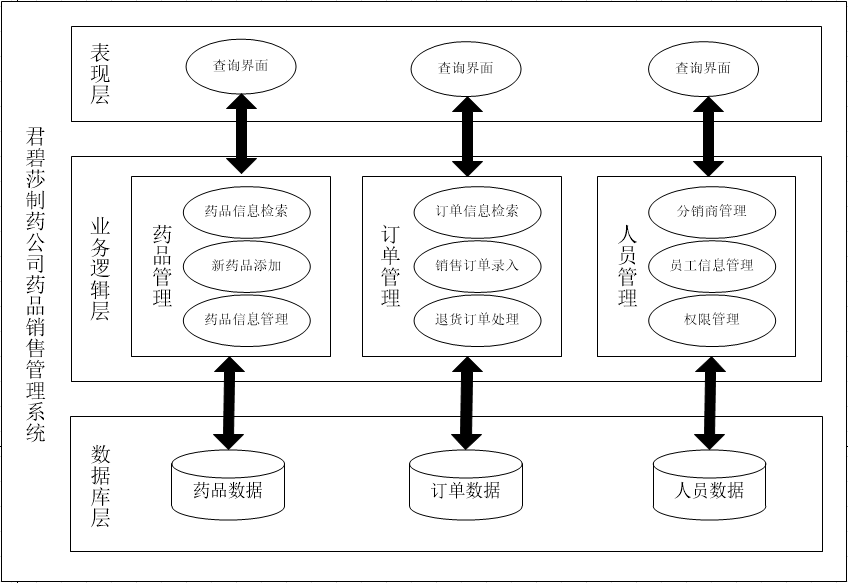 君碧莎制药公司药品销售管理系统
表现层
查询界面
查询界面
查询界面
业务逻辑层
药品管理
药品信息检索
新药品添加
药品信息管理
订单管理
订单信息检索
销售订单录入
退货订单处理
人员管理
分销商管理
员工信息管理
权限管理
数据库层
药品数据
订单数据
人员数据